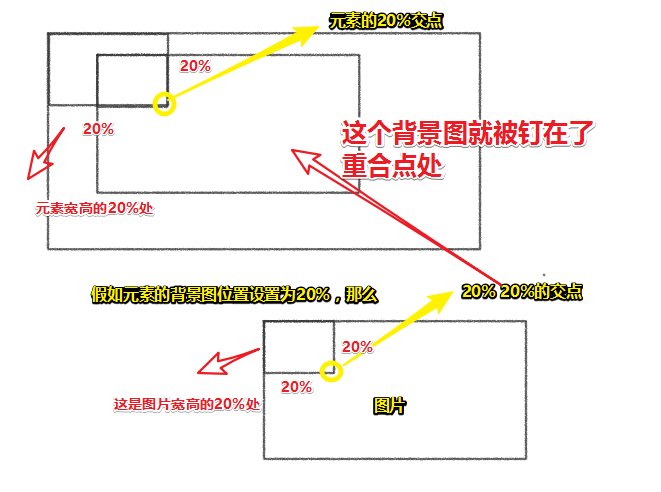 元素的20%交点
20%
20%
这个背景图就被钉在了
重合点处
元素宽高的20%处
假如元素的背景图位置设置为20%，那么
20% 20%的交点
20%
20%
这是图片宽高的20%处
图片